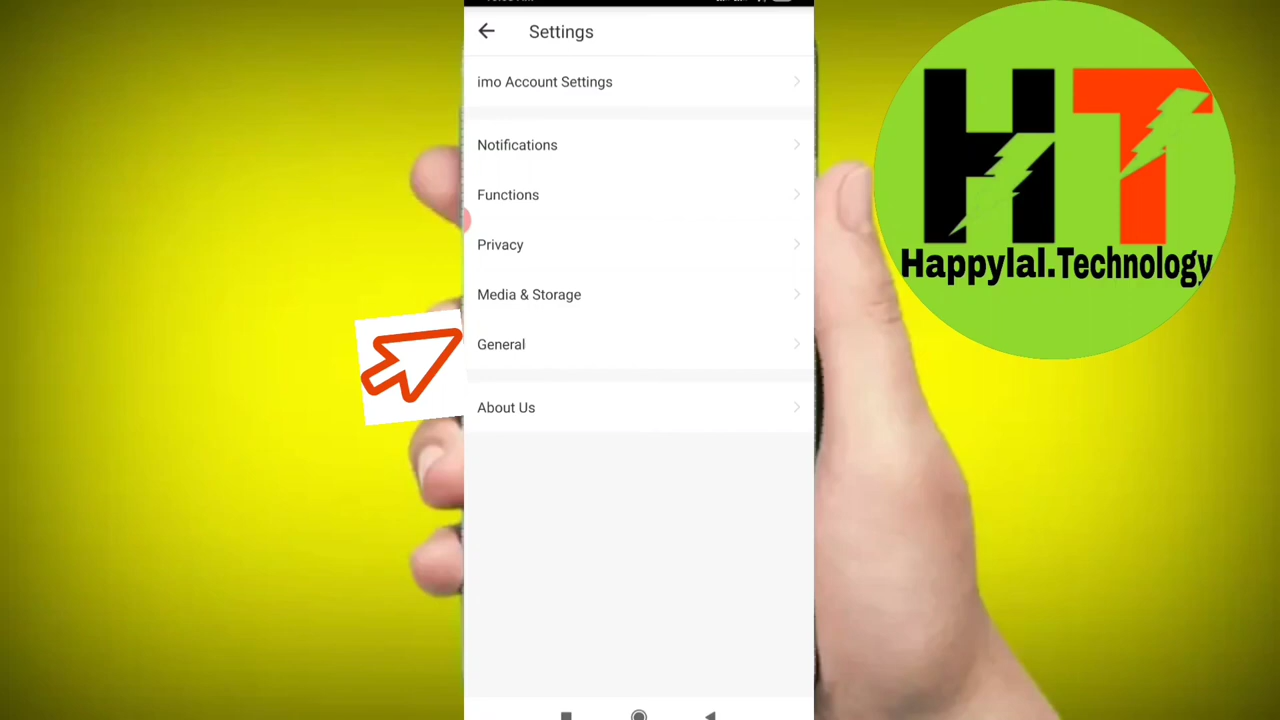 Settings
imo Account Settings
Notifications
Functions
Privacy
Media & Storage
General
About Us
HT
Happylal.Technology